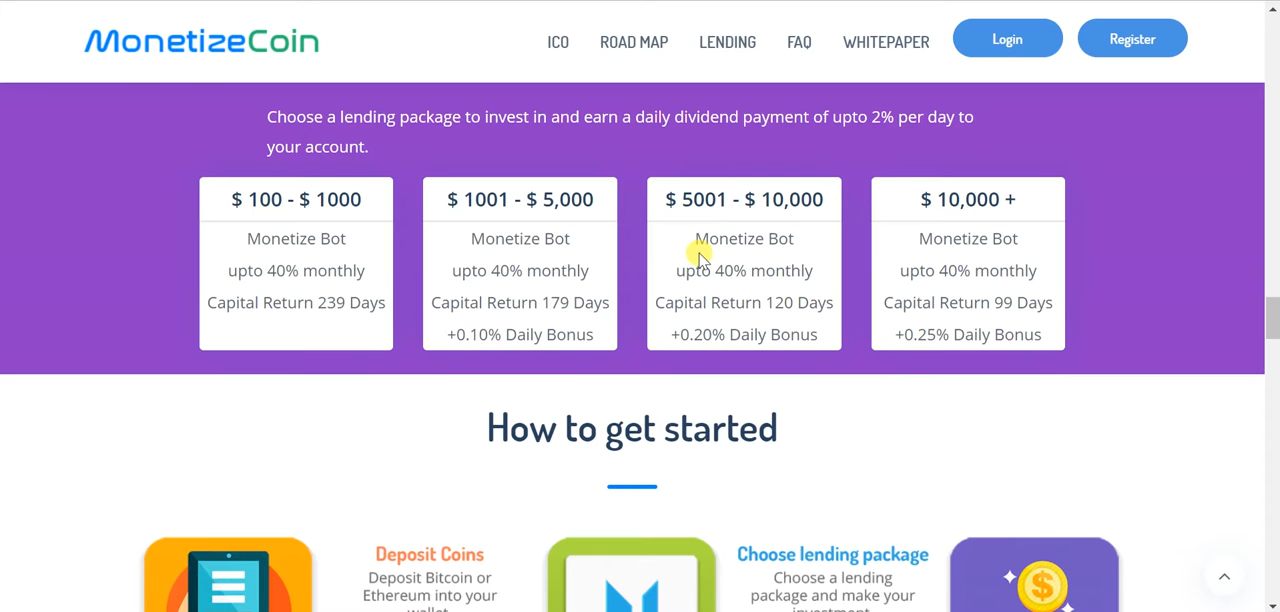 MonetizeCoin
ICO
ROAD MAP
LENDING
FAQ
WHITEPAPER
Login
Register
Choose a lending package to invest in and earn a daily dividend payment of upto 2% per day to
your account.
$ 100 - $ 1000
Monetize Bot
upto 40% monthly
Capital Return 239 Days
$ 1001 - $ 5,000
Monetize Bot
upto 40% monthly
Capital Return 179 Days
+0.10% Daily Bonus
$ 5001 - $ 10,000
Monetize Bot
upto 40% monthly
Capital Return 120 Days
+0.20% Daily Bonus
$ 10,000 +
Monetize Bot
upto 40% monthly
Capital Return 99 Days
+0.25% Daily Bonus
How to get started
Deposit Coins
Deposit Bitcoin or
Ethereum into your
wallet
Choose lending package
Choose a lending
package and make your
investment